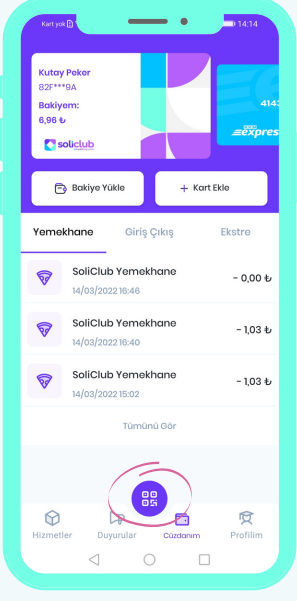 Kart yok
14:14
Kutay Peker
82F***9A
Bakiyem:
6,96 ₺
soliclub
4143
express
Bakiye Yükle
+ Kart Ekle
Yemekhane
Giriş Çıkış
Ekstre
SoliClub Yemekhane
- 0,00 ₺
14/03/2022 16:46
SoliClub Yemekhane
- 1,03 ₺
14/03/2022 16:40
SoliClub Yemekhane
- 1,03 ₺
14/03/2022 15:02
Tümünü Gör
Hizmetler
Duyurular
Cüzdanım
Profilim